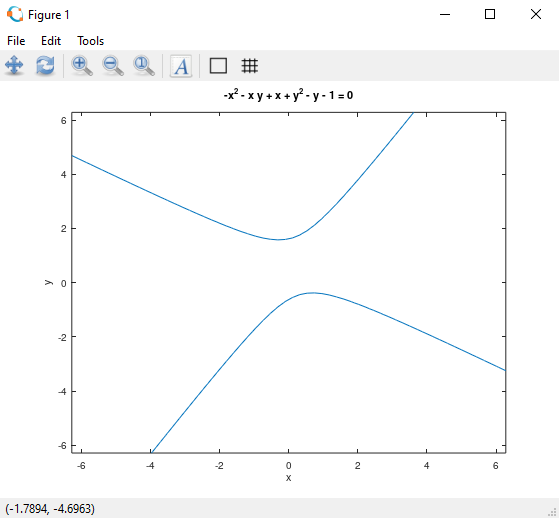 Figure 1
File Edit Tools
A
-x² - x y + x + y² - y - 1 = 0
6
4
2
0
-2
-4
-6
y
-6 -4 -2 0 2 4 6
x
(-1.7894, -4.6963)